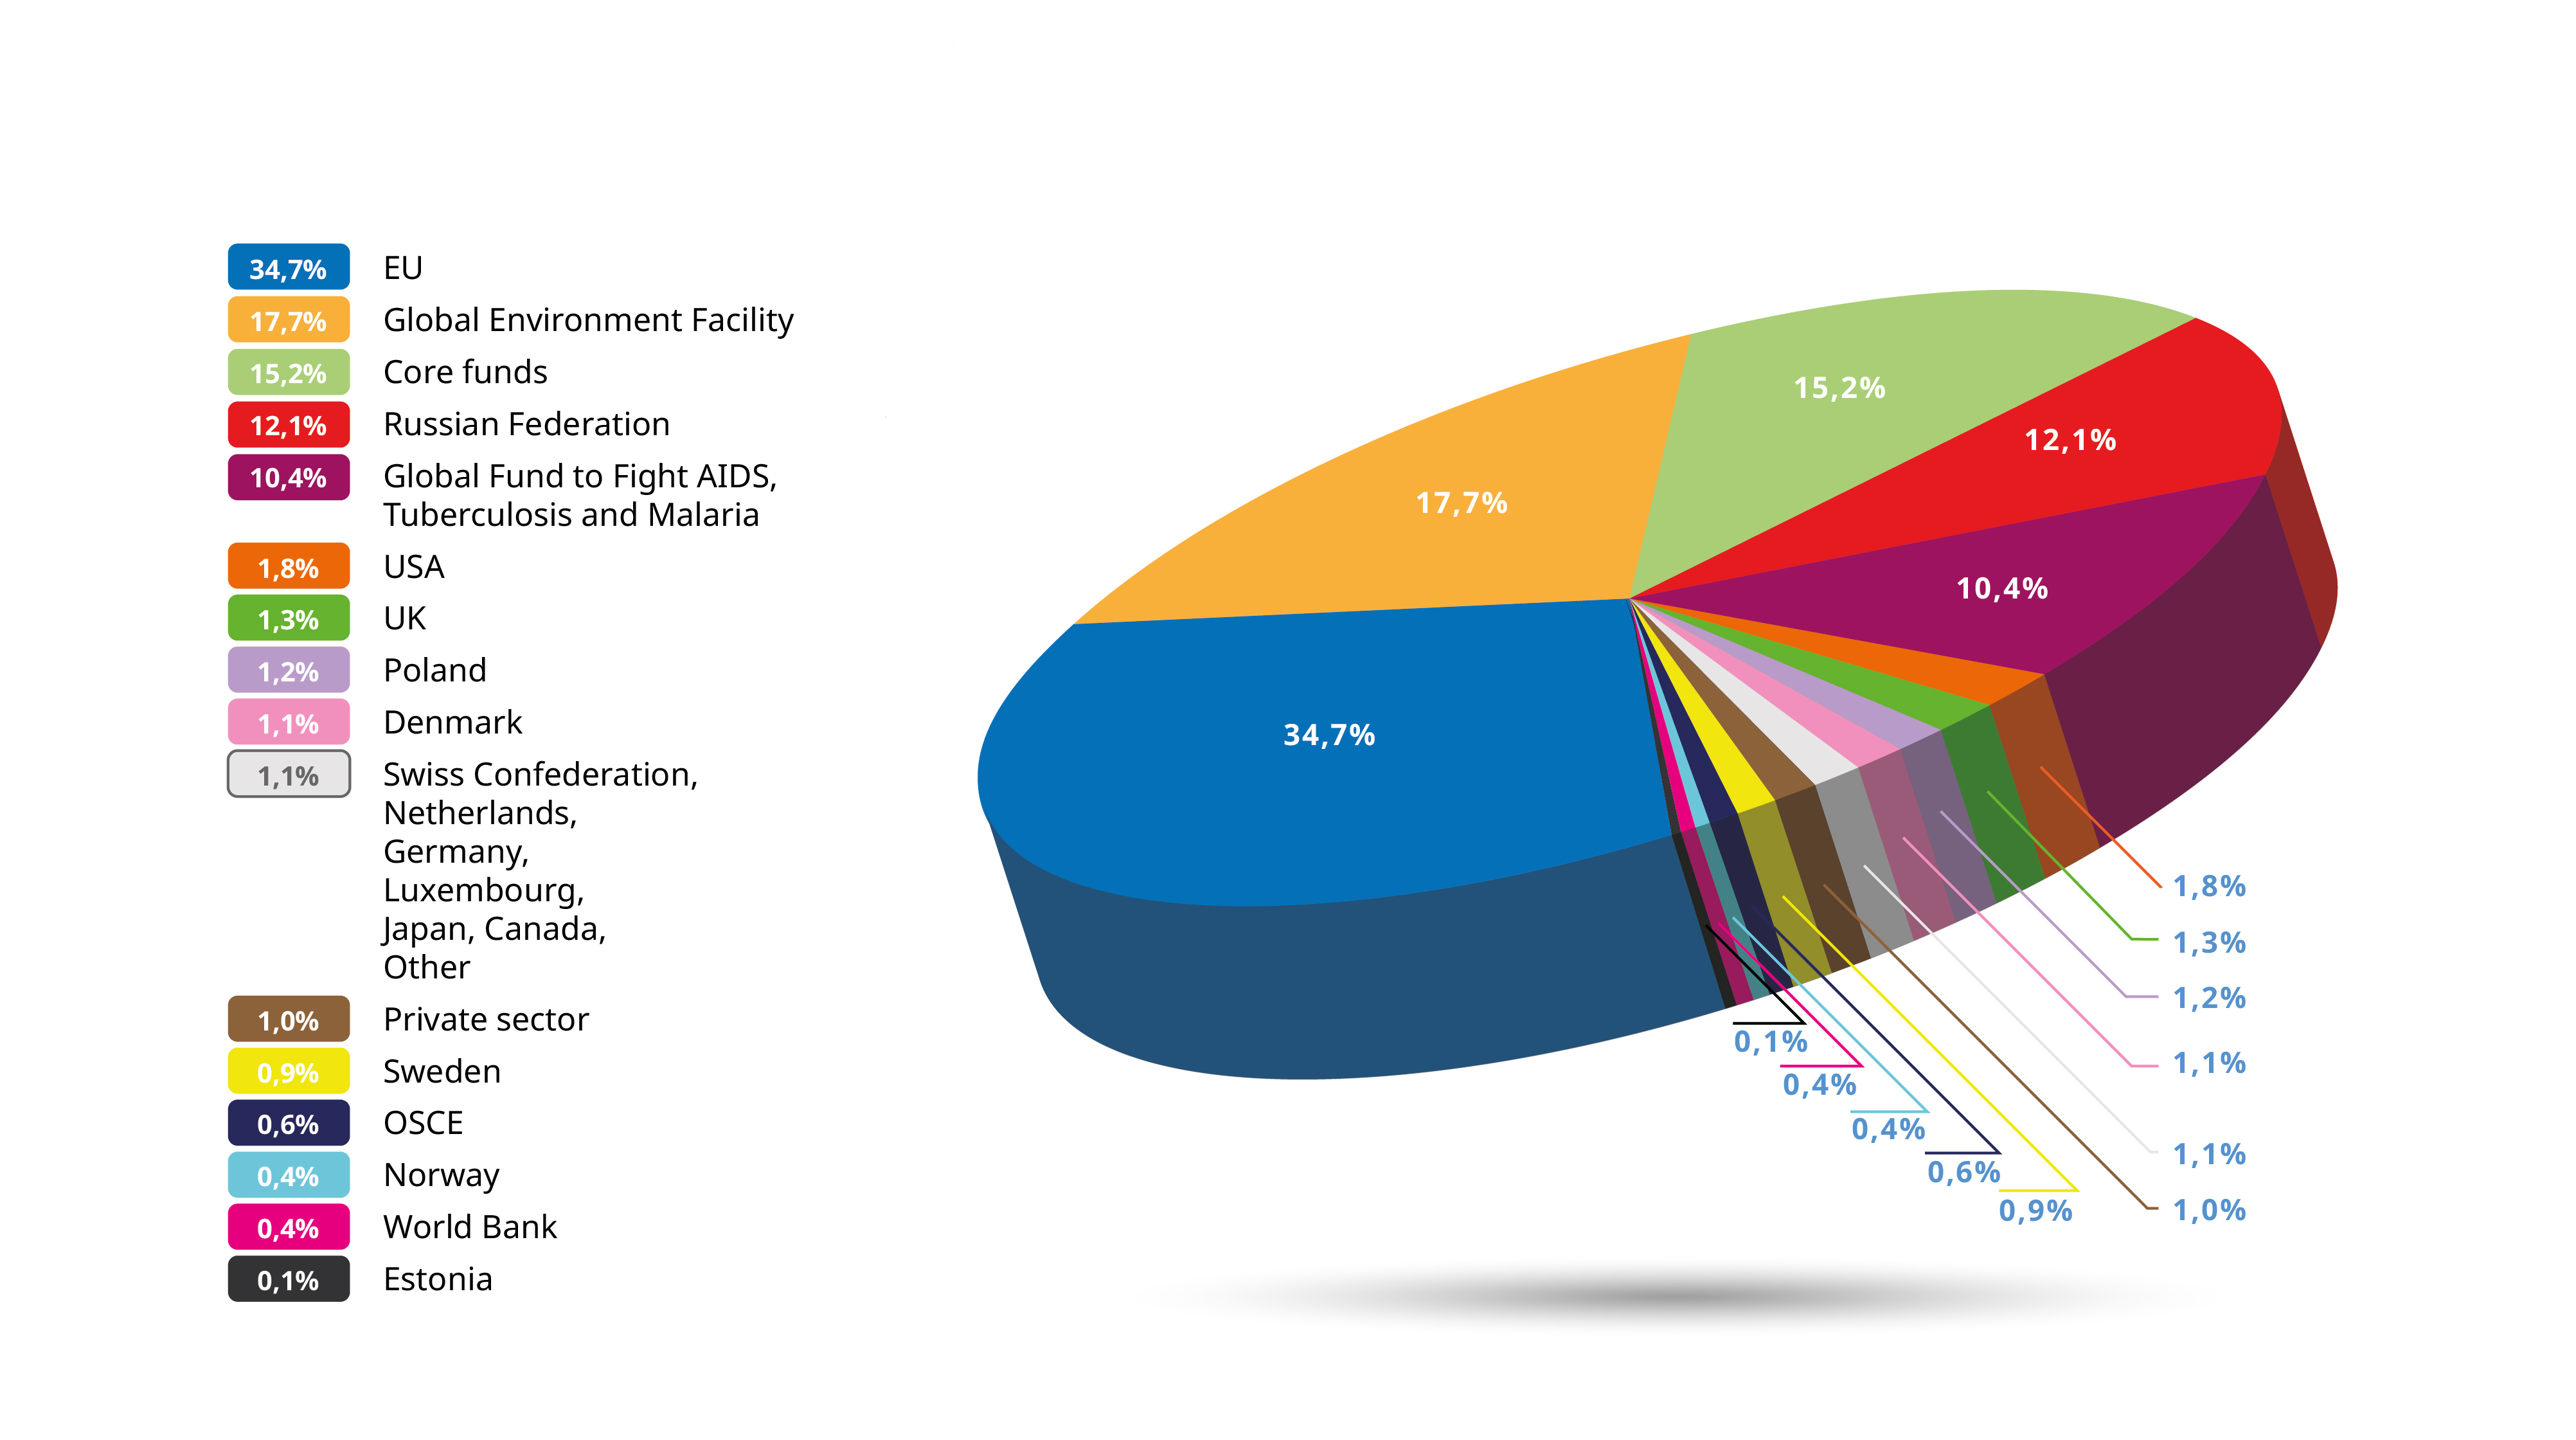 34,7% EU
17,7% Global Environment Facility
15,2% Core funds
12,1% Russian Federation
10,4% Global Fund to Fight AIDS,
Tuberculosis and Malaria
1,8% USA
1,3% UK
1,2% Poland
1,1% Denmark
1,1% Swiss Confederation,
Netherlands,
Germany,
Luxembourg,
Japan, Canada,
Other
1,0% Private sector
0,9% Sweden
0,6% OSCE
0,4% Norway
0,4% World Bank
0,1% Estonia
15,2%
12,1%
17,7%
10,4%
34,7%
1,8%
1,3%
1,2%
1,1%
1,1%
1,0%
0,1%
0,4%
0,4%
0,6%
0,9%